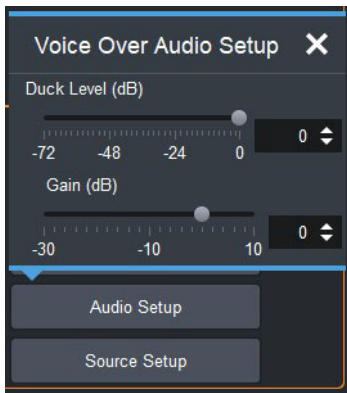 Voice Over Audio Setup
Duck Level (dB)
0
-72 -48 -24 0
Gain (dB)
0
-30 -10 10
Audio Setup
Source Setup